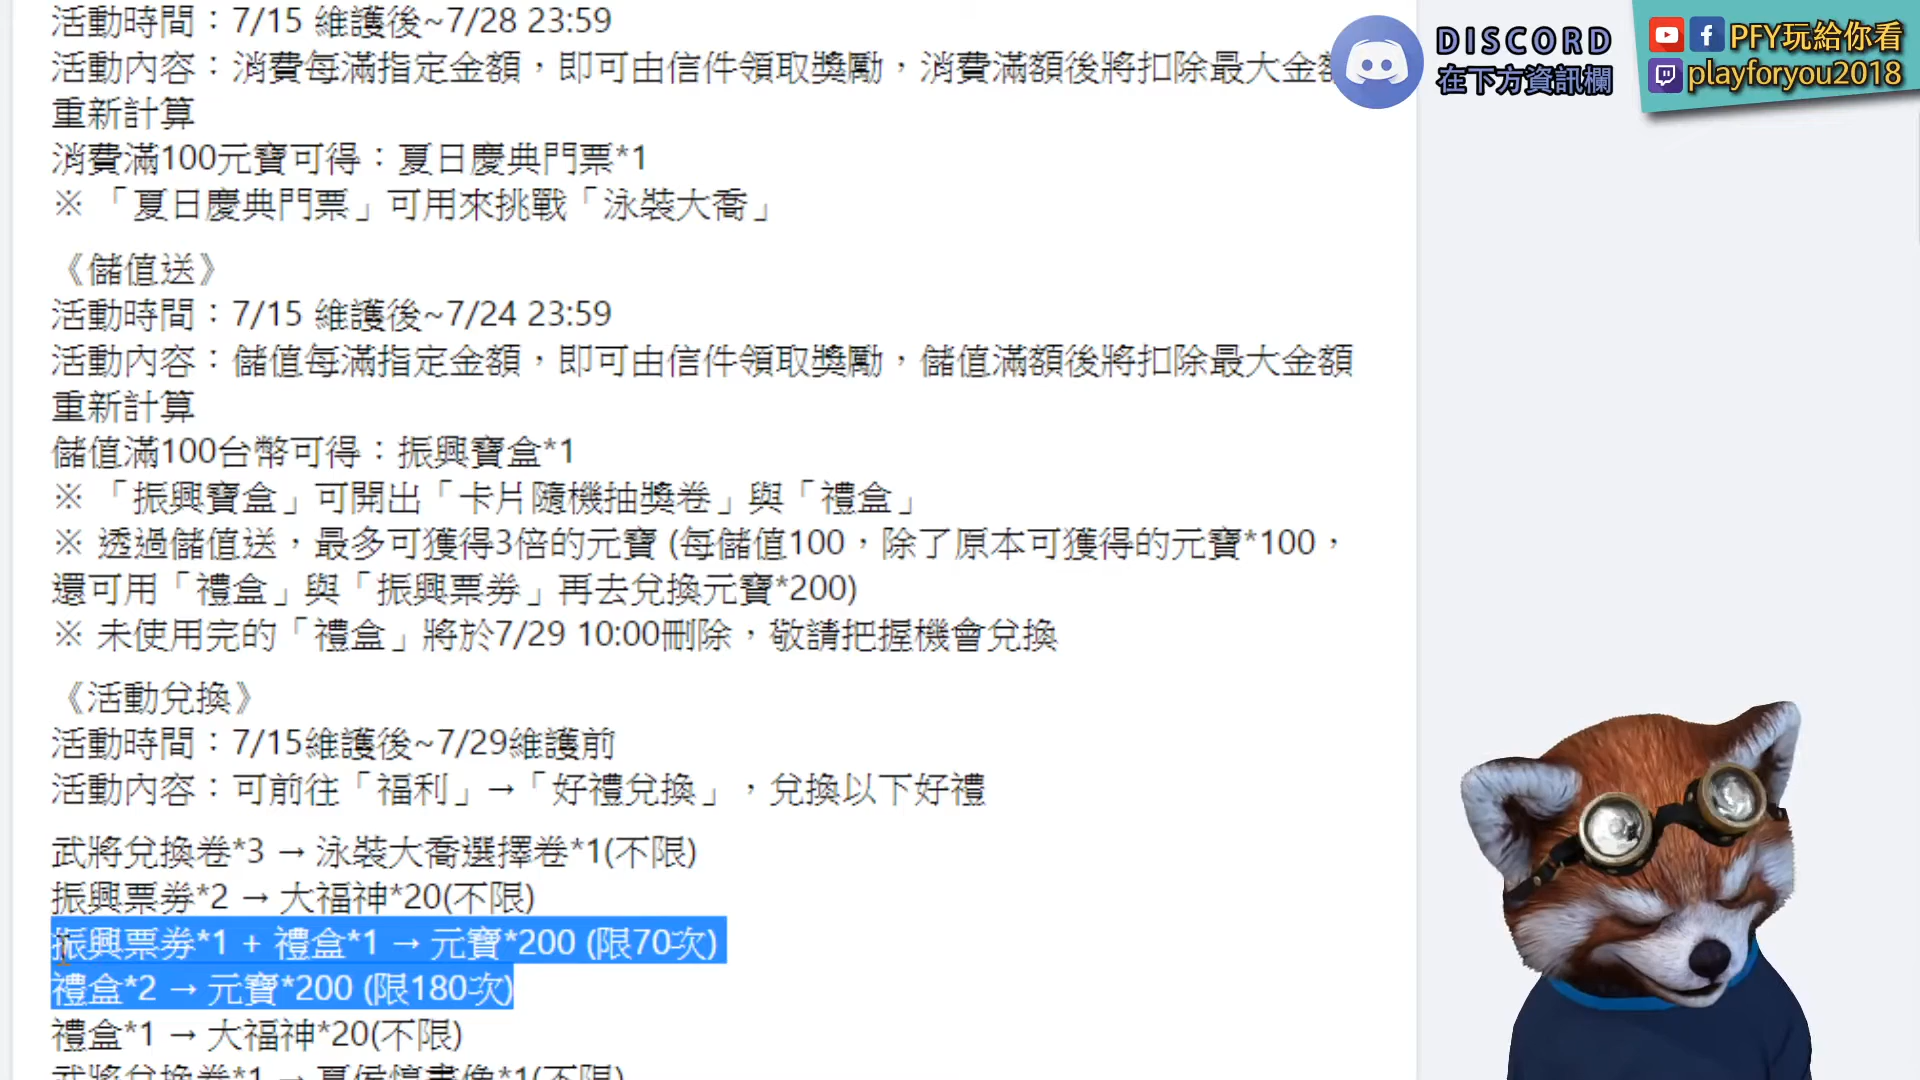 活動時間：7/15 維護後~7/28 23:59
活動內容：消費每滿指定金額，即可由信件領取獎勵，消費滿額後將扣除最大金額
重新計算
消費滿100元寶可得：夏日慶典門票*1
※ 「夏日慶典門票」可用來挑戰「泳裝大喬」
《儲值送》
活動時間：7/15 維護後~7/24 23:59
活動內容：儲值每滿指定金額，即可由信件領取獎勵，儲值滿額後將扣除最大金額
重新計算
儲值滿100台幣可得：振興寶盒*1
※ 「振興寶盒」可開出「卡片隨機抽獎卷」與「禮盒」
※ 透過儲值送，最多可獲得3倍的元寶 (每儲值100，除了原本可獲得的元寶*100，
還可用「禮盒」與「振興票券」再去兌換元寶*200)
※ 未使用完的「禮盒」將於7/29 10:00刪除，敬請把握機會兌換
《活動兌換》
活動時間：7/15維護後~7/29維護前
活動內容：可前往「福利」→「好禮兌換」，兌換以下好禮
武將兌換卷*3 → 泳裝大喬選擇卷*1(不限)
振興票券*2 → 大福神*20(不限)
振興票券*1 + 禮盒*1 → 元寶*200 (限70次)
禮盒*2 → 元寶*200 (限180次)
禮盒*1 → 大福神*20(不限)
武將兌換卷*1 → 夏侯惇畫像*1(不限)
DISCORD
在下方資訊欄
PFY玩給你看
playforyou2018